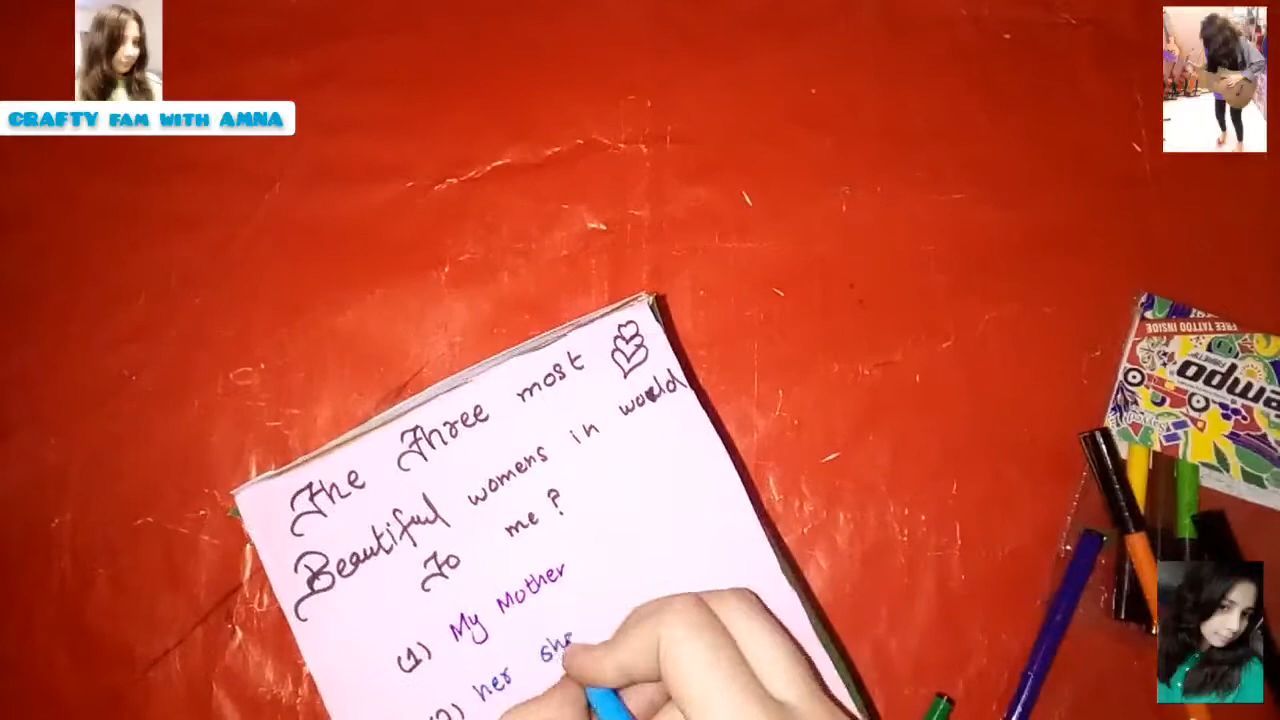 CRAFTY FAM WITH AMNA
The Three most
Beautiful womens in world
To me?
(1) My Mother
(2) her sh
FREE TATTOO INSIDE